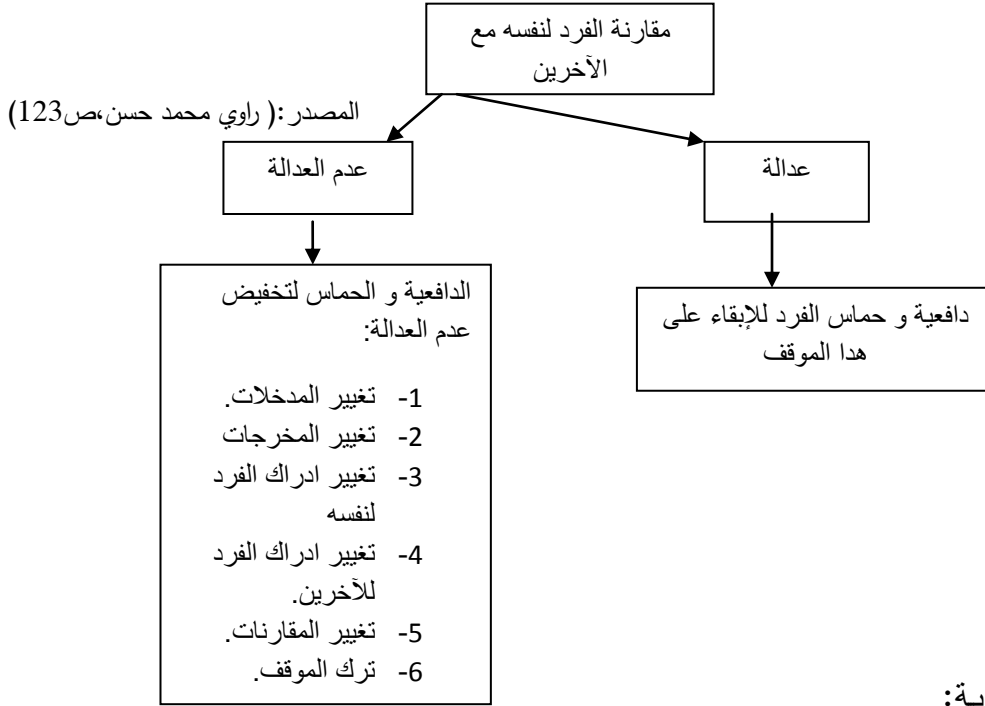 مقارنة الفرد لنفسه مع
الآخرين
المصدر:( راوي محمد حسن،ص123)
عدالة
عدم العدالة
دافعية و حماس الفرد للإبقاء على
هدا الموقف
الدافعية و الحماس لتخفيض
عدم العدالة:
1- تغيير المدخلات.
2- تغيير المخرجات
3- تغيير ادراك الفرد
لنفسه
4- تغيير ادراك الفرد
للآخرين.
5- تغيير المقارنات.
6- ترك الموقف.